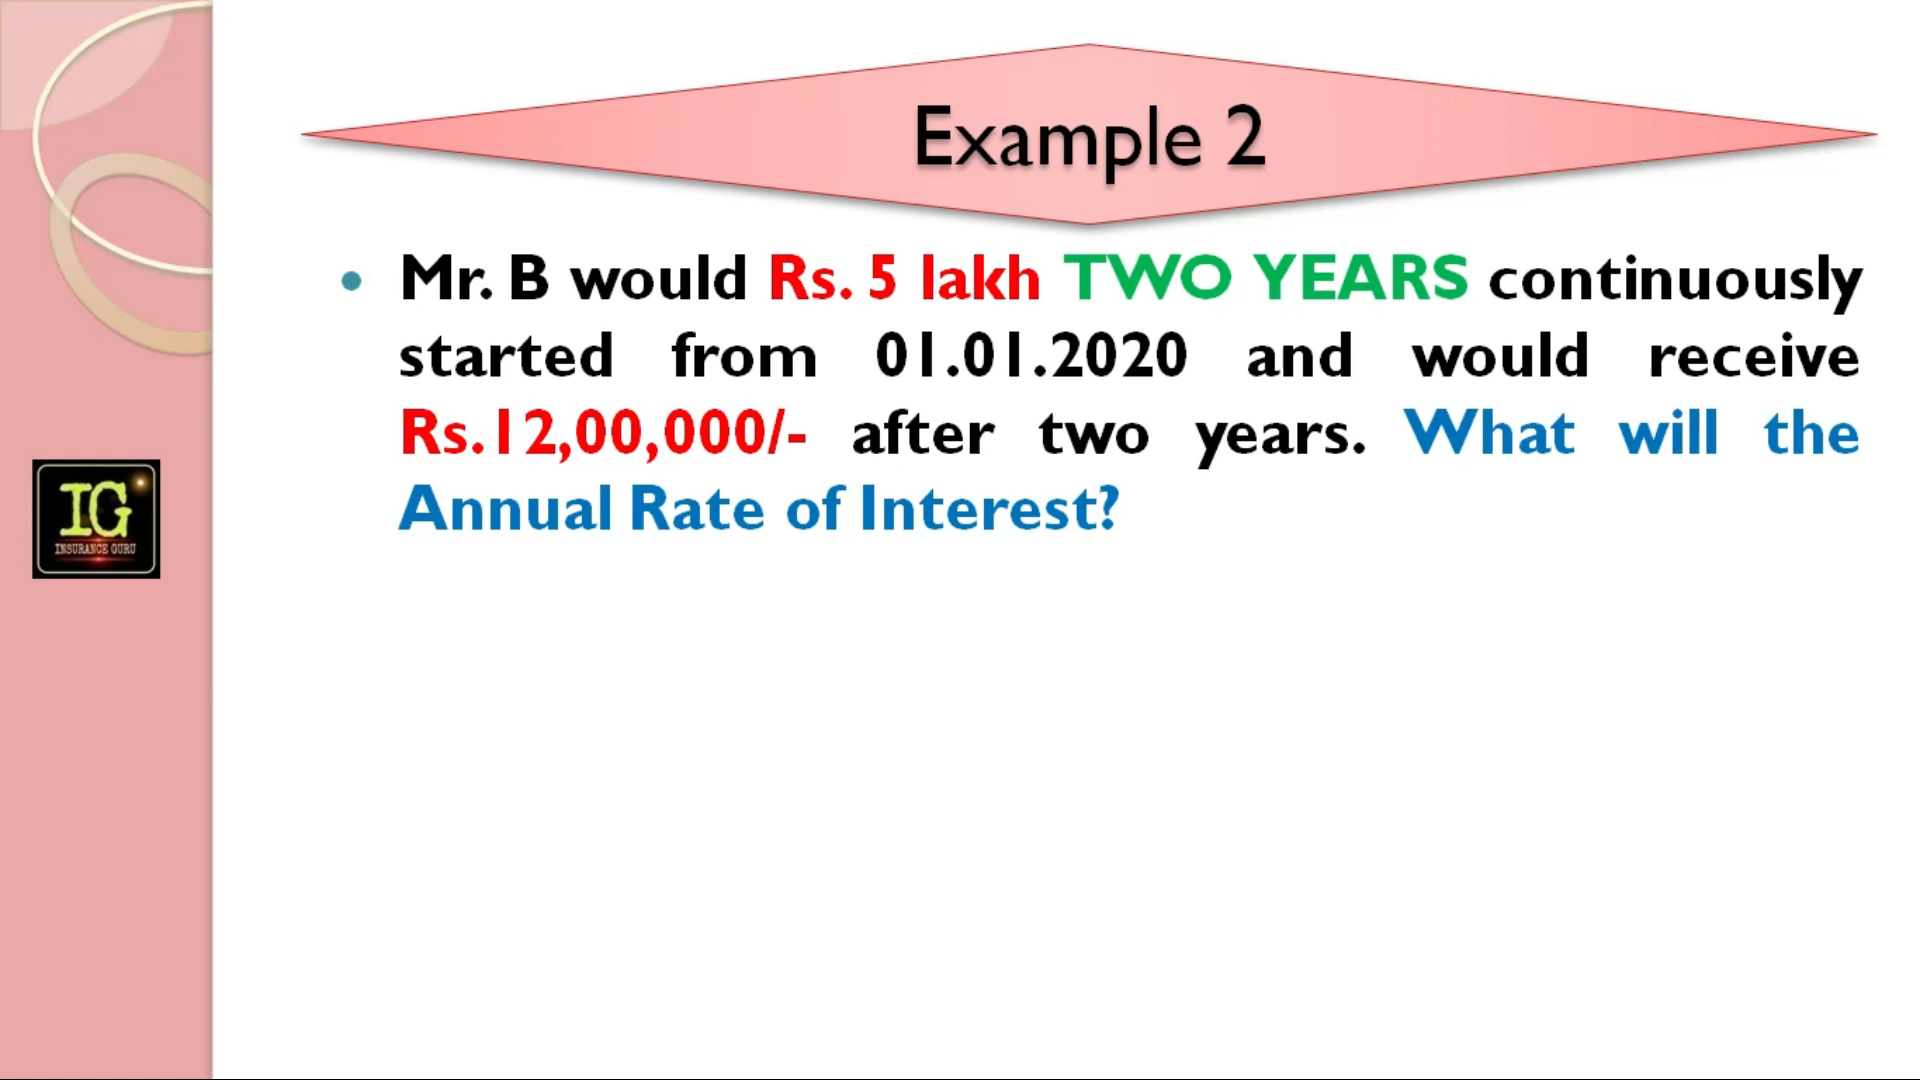 Example 2
• Mr. B would Rs. 5 lakh TWO YEARS continuously
started from 01.01.2020 and would receive
Rs.12,00,000/- after two years. What will the
Annual Rate of Interest?
IG
INSURANCE GURU